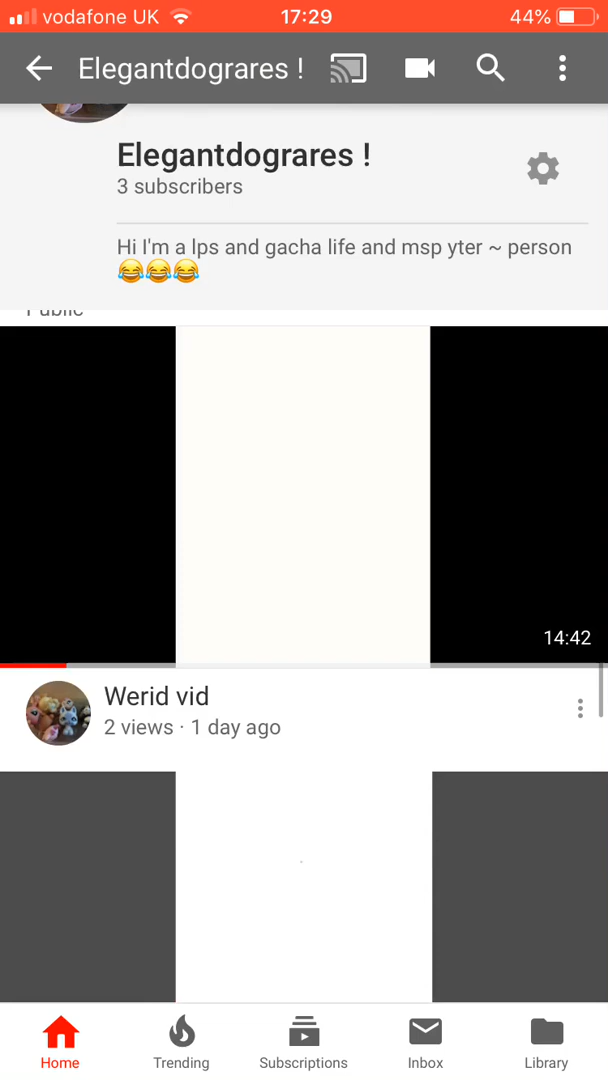 vodafone UK 17:29 44%
Elegantdograres !
Elegantdograres !
3 subscribers
Hi I'm a lps and gacha life and msp yter ~ person
😂😂😂
Public
14:42
Werid vid
2 views · 1 day ago
Home Trending Subscriptions Inbox Library